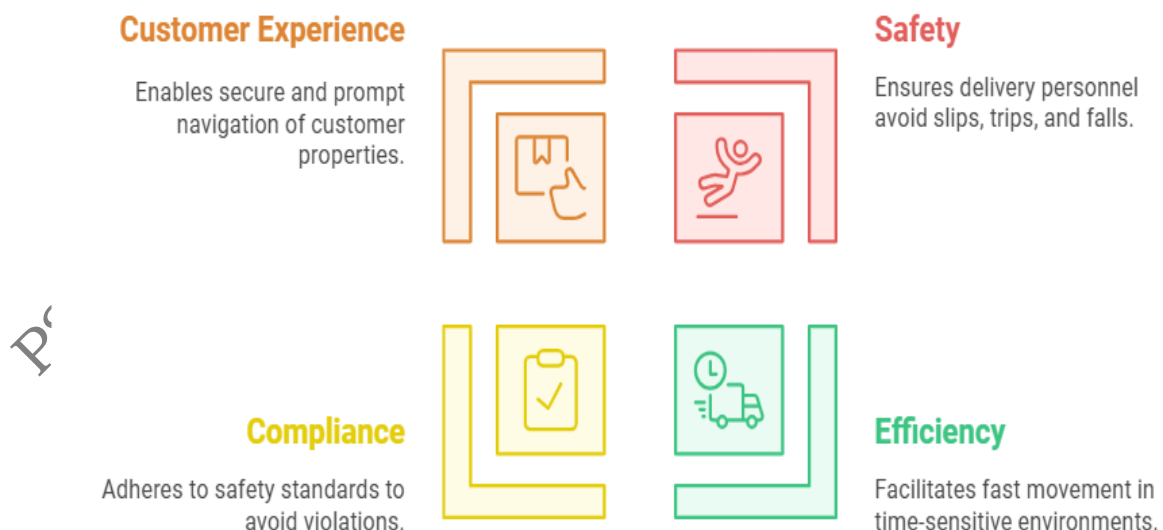 Customer Experience
Enables secure and prompt
navigation of customer
properties.
Safety
Ensures delivery personnel
avoid slips, trips, and falls.
Compliance
Adheres to safety standards to
avoid violations.
Efficiency
Facilitates fast movement in
time-sensitive environments.